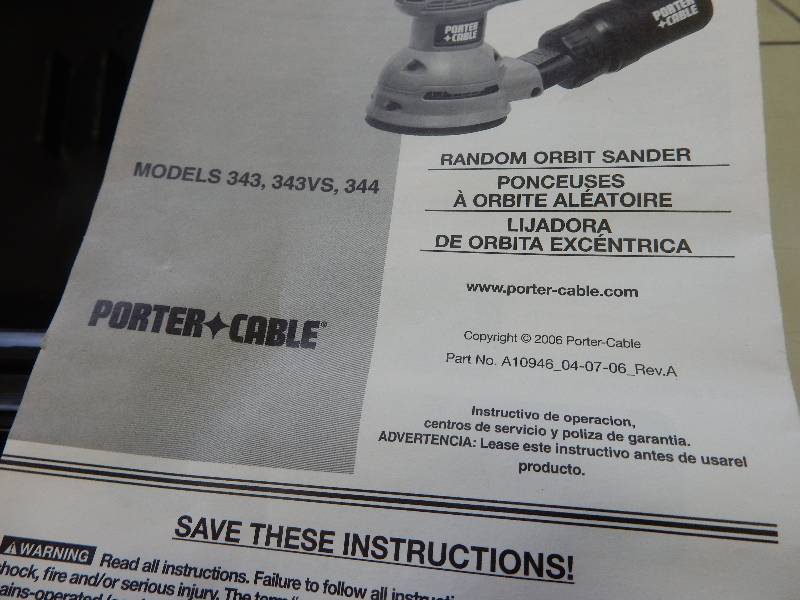 PORTER
CABLE
PORTER
CABLE
MODELS 343, 343VS, 344
RANDOM ORBIT SANDER
PONCEUSES
À ORBITE ALÉATOIRE
LIJADORA
DE ORBITA EXCÉNTRICA
www.porter-cable.com
PORTER CABLE®
Copyright © 2006 Porter-Cable
Part No. A10946_04-07-06_Rev.A
Instructivo de operacion,
centros de servicio y poliza de garantia.
ADVERTENCIA: Lease este instructivo antes de usarel
producto.
SAVE THESE INSTRUCTIONS!
WARNING Read all instructions. Failure to follow all
shock, fire and/or serious injury. The term